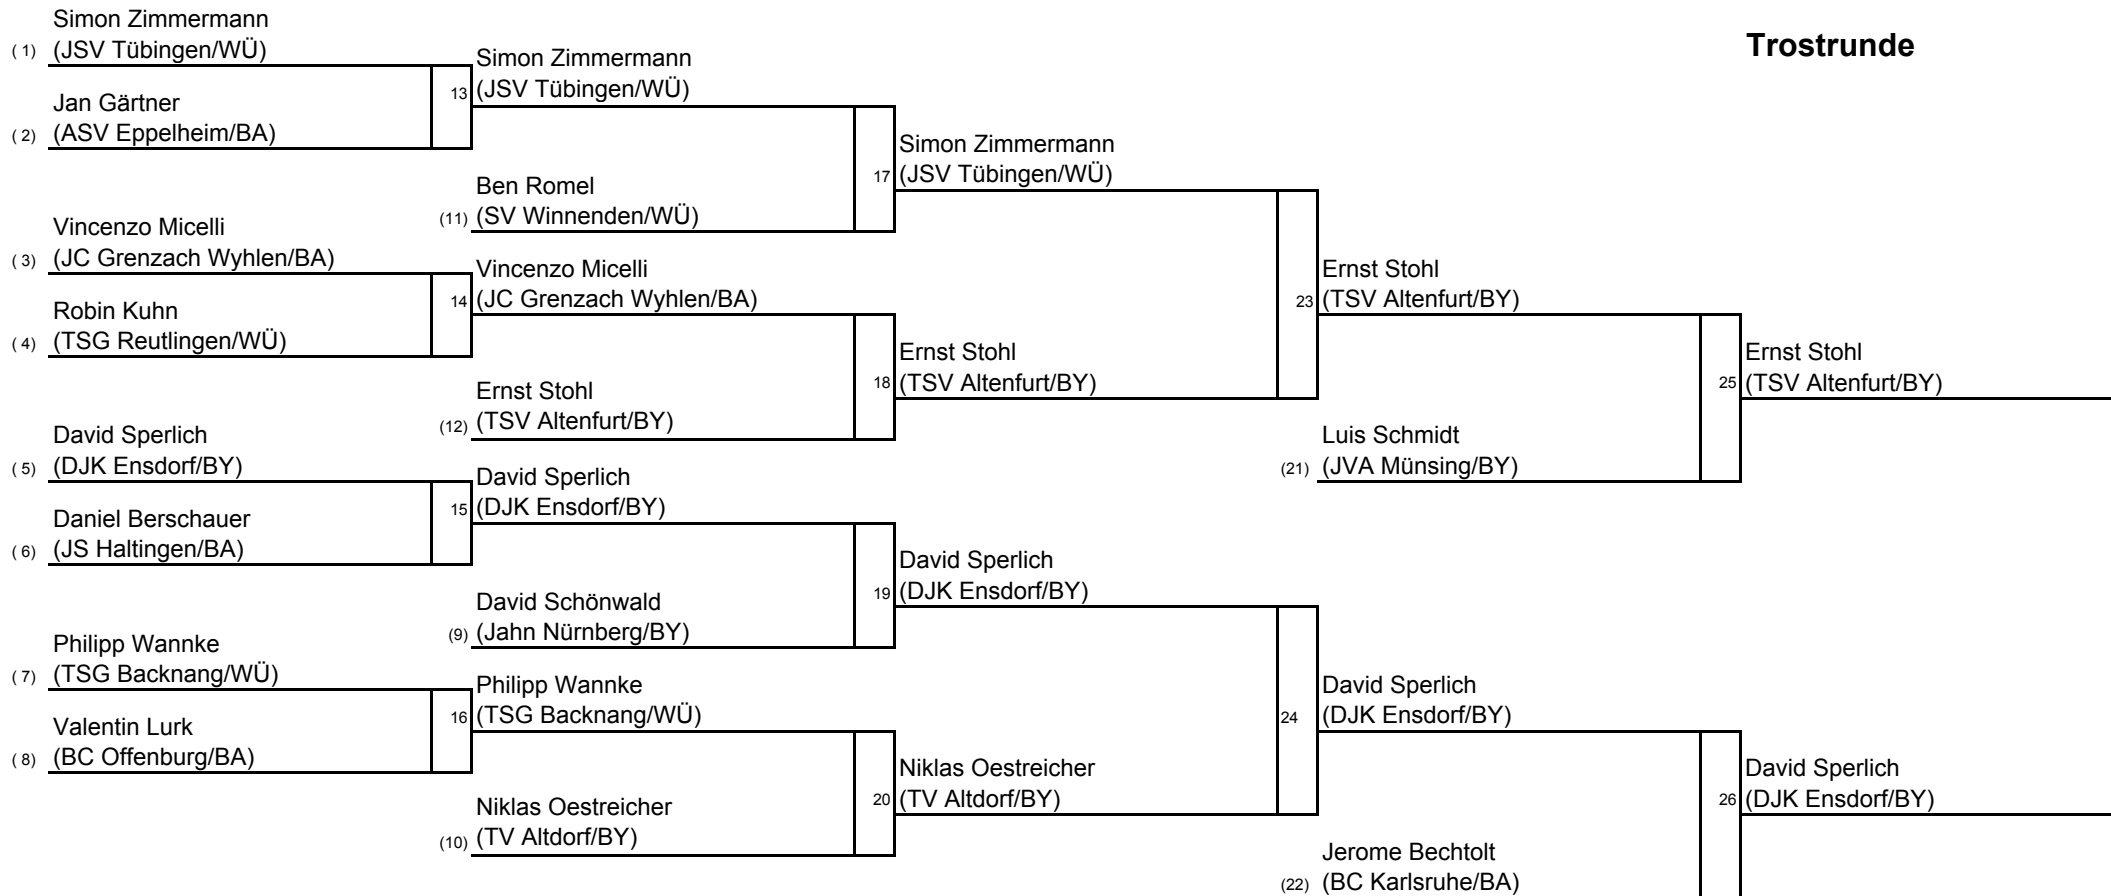 Trostrunde
Simon Zimmermann
( 1) (JSV Tübingen/WÜ)
Jan Gärtner
( 2) (ASV Eppelheim/BA)
Vincenzo Micelli
( 3) (JC Grenzach Wyhlen/BA)
Robin Kuhn
( 4) (TSG Reutlingen/WÜ)
David Sperlich
( 5) (DJK Ensdorf/BY)
Daniel Berschauer
( 6) (JS Haltingen/BA)
Philipp Wannke
( 7) (TSG Backnang/WÜ)
Valentin Lurk
( 8) (BC Offenburg/BA)
Simon Zimmermann
13 (JSV Tübingen/WÜ)
Ben Romel
(11) (SV Winnenden/WÜ)
Vincenzo Micelli
14 (JC Grenzach Wyhlen/BA)
Ernst Stohl
(12) (TSV Altenfurt/BY)
David Sperlich
15 (DJK Ensdorf/BY)
David Schönwald
(9) (Jahn Nürnberg/BY)
Philipp Wannke
16 (TSG Backnang/WÜ)
Niklas Oestreicher
(10) (TV Altdorf/BY)
Simon Zimmermann
17 (JSV Tübingen/WÜ)
Ernst Stohl
18 (TSV Altenfurt/BY)
David Sperlich
19 (DJK Ensdorf/BY)
Niklas Oestreicher
20 (TV Altdorf/BY)
Ernst Stohl
23 (TSV Altenfurt/BY)
Luis Schmidt
(21) (JVA Münsing/BY)
David Sperlich
24 (DJK Ensdorf/BY)
Jerome Bechtolt
(22) (BC Karlsruhe/BA)
Ernst Stohl
25 (TSV Altenfurt/BY)
David Sperlich
26 (DJK Ensdorf/BY)